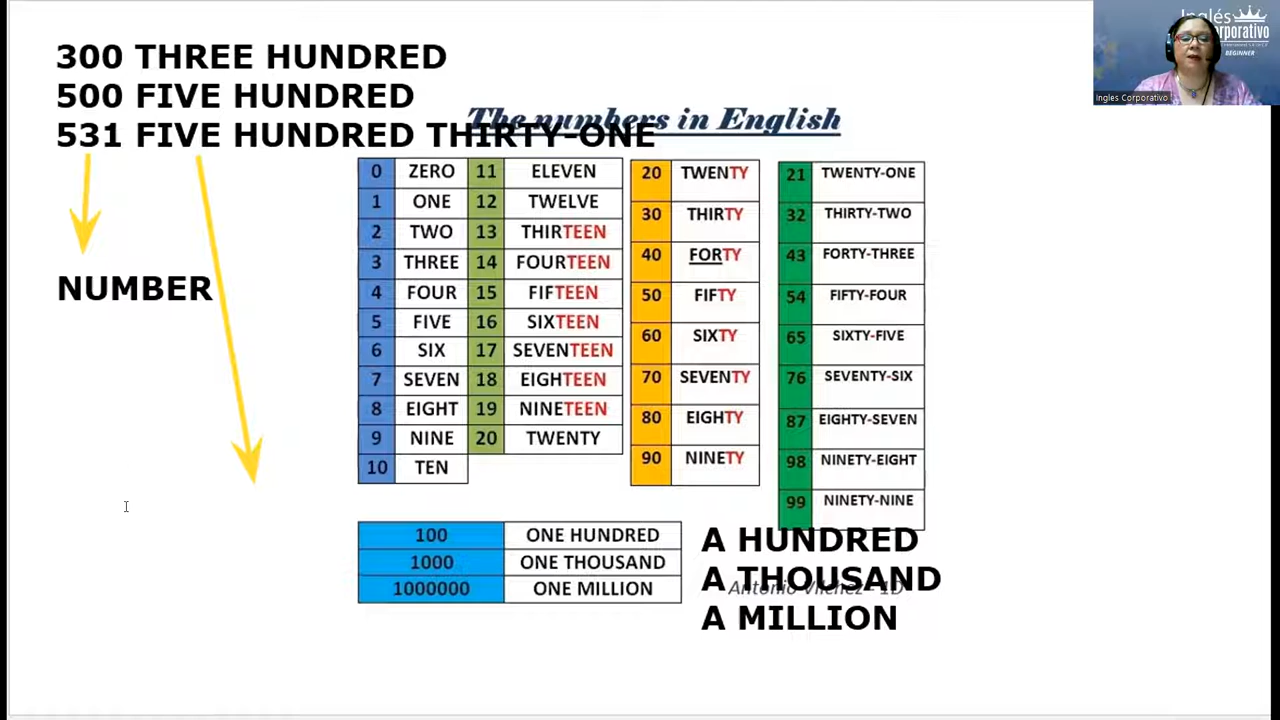 300 THREE HUNDRED
500 FIVE HUNDRED
531 FIVE HUNDRED THIRTY-ONE
The numbers in English
NUMBER
0 ZERO 11 ELEVEN
1 ONE 12 TWELVE
2 TWO 13 THIRTEEN
3 THREE 14 FOURTEEN
4 FOUR 15 FIFTEEN
5 FIVE 16 SIXTEEN
6 SIX 17 SEVENTEEN
7 SEVEN 18 EIGHTEEN
8 EIGHT 19 NINETEEN
9 NINE 20 TWENTY
10 TEN
20 TWENTY
30 THIRTY
40 FORTY
50 FIFTY
60 SIXTY
70 SEVENTY
80 EIGHTY
90 NINETY
21 TWENTY-ONE
32 THIRTY-TWO
43 FORTY-THREE
54 FIFTY-FOUR
65 SIXTY-FIVE
76 SEVENTY-SIX
87 EIGHTY-SEVEN
98 NINETY-EIGHT
99 NINETY-NINE
100 ONE HUNDRED
1000 ONE THOUSAND
1000000 ONE MILLION
A HUNDRED
A THOUSAND
A MILLION
Antonio Vilchez - 1D
Inglés
Corporativo
BEGINNER
Ingles Corporativo